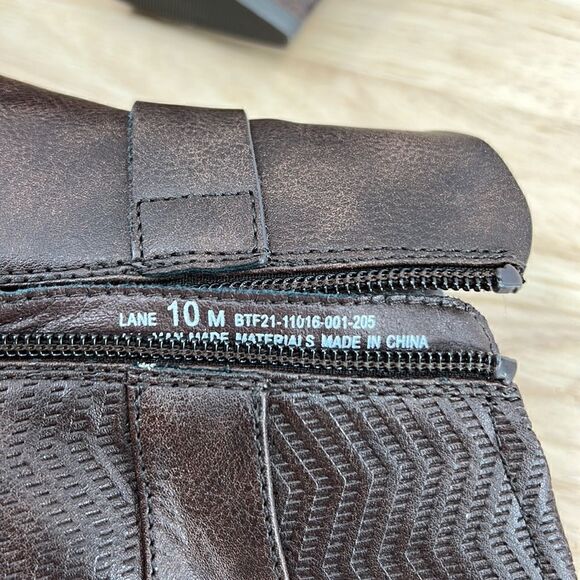 LANE 10 M BTF21-11016-001-205
MAN MADE MATERIALS MADE IN CHINA